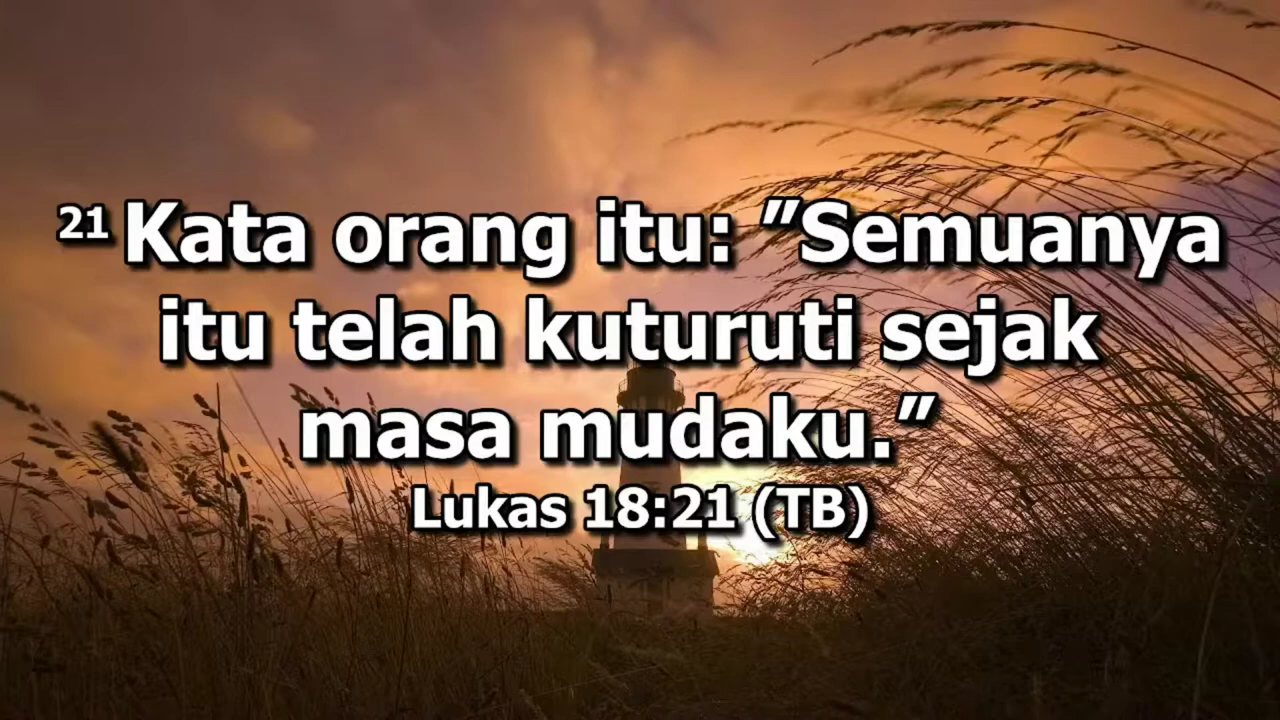 21 Kata orang itu: "Semuanya
itu telah kuturuti sejak
masa mudaku."
Lukas 18:21 (TB)